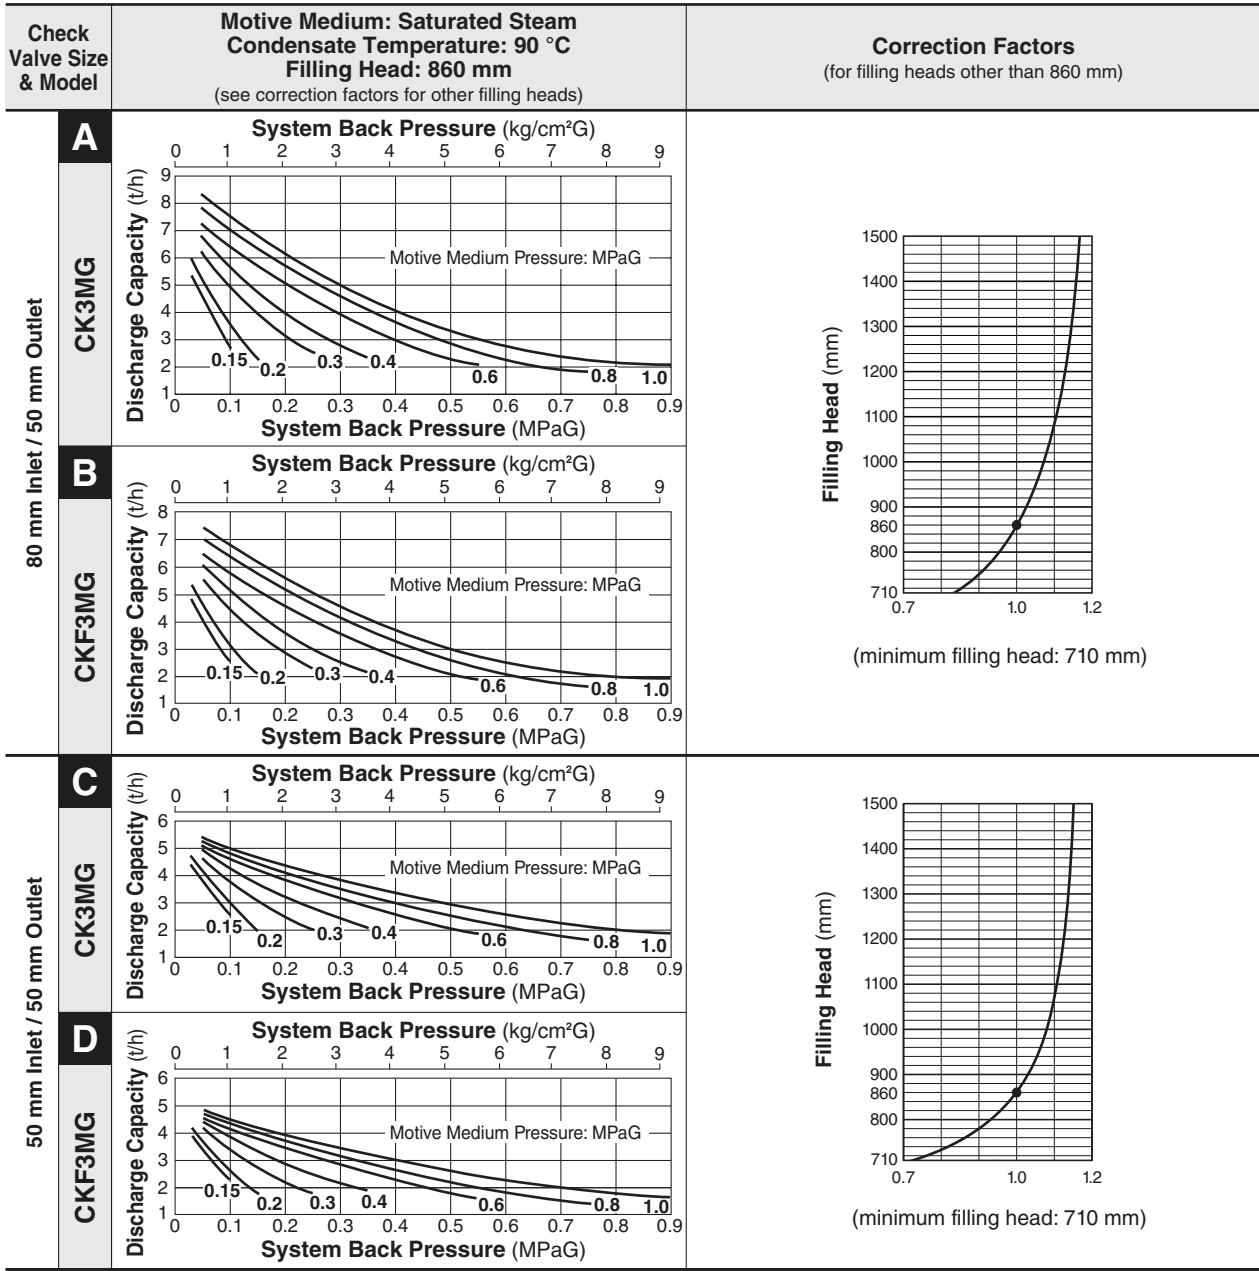 Check
Valve Size
& Model
Motive Medium: Saturated Steam
Condensate Temperature: 90 °C
Filling Head: 860 mm
(see correction factors for other filling heads)
Correction Factors
(for filling heads other than 860 mm)
80 mm Inlet / 50 mm Outlet
A
CK3MG
System Back Pressure (kg/cm²G)
0 1 2 3 4 5 6 7 8 9
Discharge Capacity (t/h)
9
8
7
6
5
4
3
2
1
Motive Medium Pressure: MPaG
0.15 0.2 0.3 0.4 0.6 0.8 1.0
0 0.1 0.2 0.3 0.4 0.5 0.6 0.7 0.8 0.9
System Back Pressure (MPaG)
B
CKF3MG
System Back Pressure (kg/cm²G)
0 1 2 3 4 5 6 7 8 9
Discharge Capacity (t/h)
8
7
6
5
4
3
2
1
Motive Medium Pressure: MPaG
0.15 0.2 0.3 0.4 0.6 0.8 1.0
0 0.1 0.2 0.3 0.4 0.5 0.6 0.7 0.8 0.9
System Back Pressure (MPaG)
Filling Head (mm)
1500
1400
1300
1200
1100
1000
900
860
800
710
0.7 1.0 1.2
(minimum filling head: 710 mm)
50 mm Inlet / 50 mm Outlet
C
CK3MG
System Back Pressure (kg/cm²G)
0 1 2 3 4 5 6 7 8 9
Discharge Capacity (t/h)
6
5
4
3
2
1
Motive Medium Pressure: MPaG
0.15 0.2 0.3 0.4 0.6 0.8 1.0
0 0.1 0.2 0.3 0.4 0.5 0.6 0.7 0.8 0.9
System Back Pressure (MPaG)
D
CKF3MG
System Back Pressure (kg/cm²G)
0 1 2 3 4 5 6 7 8 9
Discharge Capacity (t/h)
6
5
4
3
2
1
Motive Medium Pressure: MPaG
0.15 0.2 0.3 0.4 0.6 0.8 1.0
0 0.1 0.2 0.3 0.4 0.5 0.6 0.7 0.8 0.9
System Back Pressure (MPaG)
Filling Head (mm)
1500
1400
1300
1200
1100
1000
900
860
800
710
0.7 1.0 1.2
(minimum filling head: 710 mm)